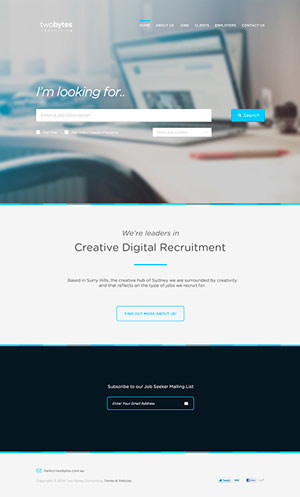 twobytes
HOME ABOUT US JOBS CLIENTS EMPLOYERS CONTACT US
I'm looking for..
Enter a Job Description
Search
We're leaders in
Creative Digital Recruitment
Based in Surry Hills, the creative hub of Sydney we are surrounded by creativity
and that reflects on the type of jobs we recruit for.
FIND OUT MORE ABOUT US!
Subscribe to our Job Seeker Mailing List
Enter Your Email Address
hello@twobytes.com.au
Copyright © 2014 Two Bytes Consulting. Terms & Policies
Tweet